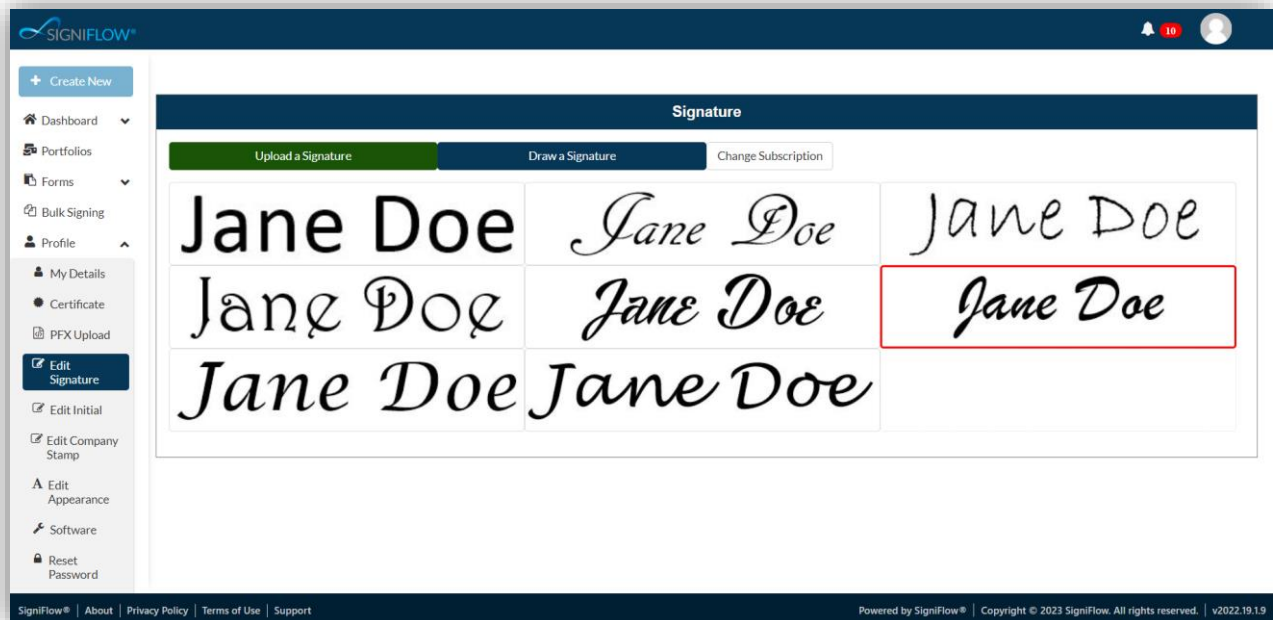 SIGNIFLOW®
10
Create New
Dashboard
Portfolios
Forms
Bulk Signing
Profile
My Details
Certificate
PFX Upload
Edit
Signature
Edit Initial
Edit Company
Stamp
Edit
Appearance
Software
Reset
Password
Signature
Upload a Signature Draw a Signature Change Subscription
Jane Doe Jane Doe Jane Doe
Jane Doe Jane Doe Jane Doe
Jane Doe Jane Doe
SigniFlow® | About | Privacy Policy | Terms of Use | Support Powered by SigniFlow® | Copyright © 2023 SigniFlow. All rights reserved. | v2022.19.1.9